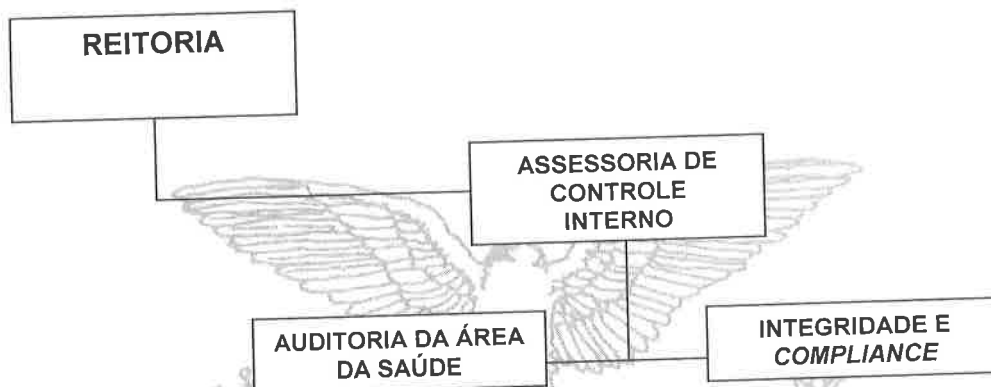 REITORIA
ASSESSORIA DE
CONTROLE
INTERNO
AUDITORIA DA ÁREA
DA SAÚDE
INTEGRIDADE E
COMPLIANCE